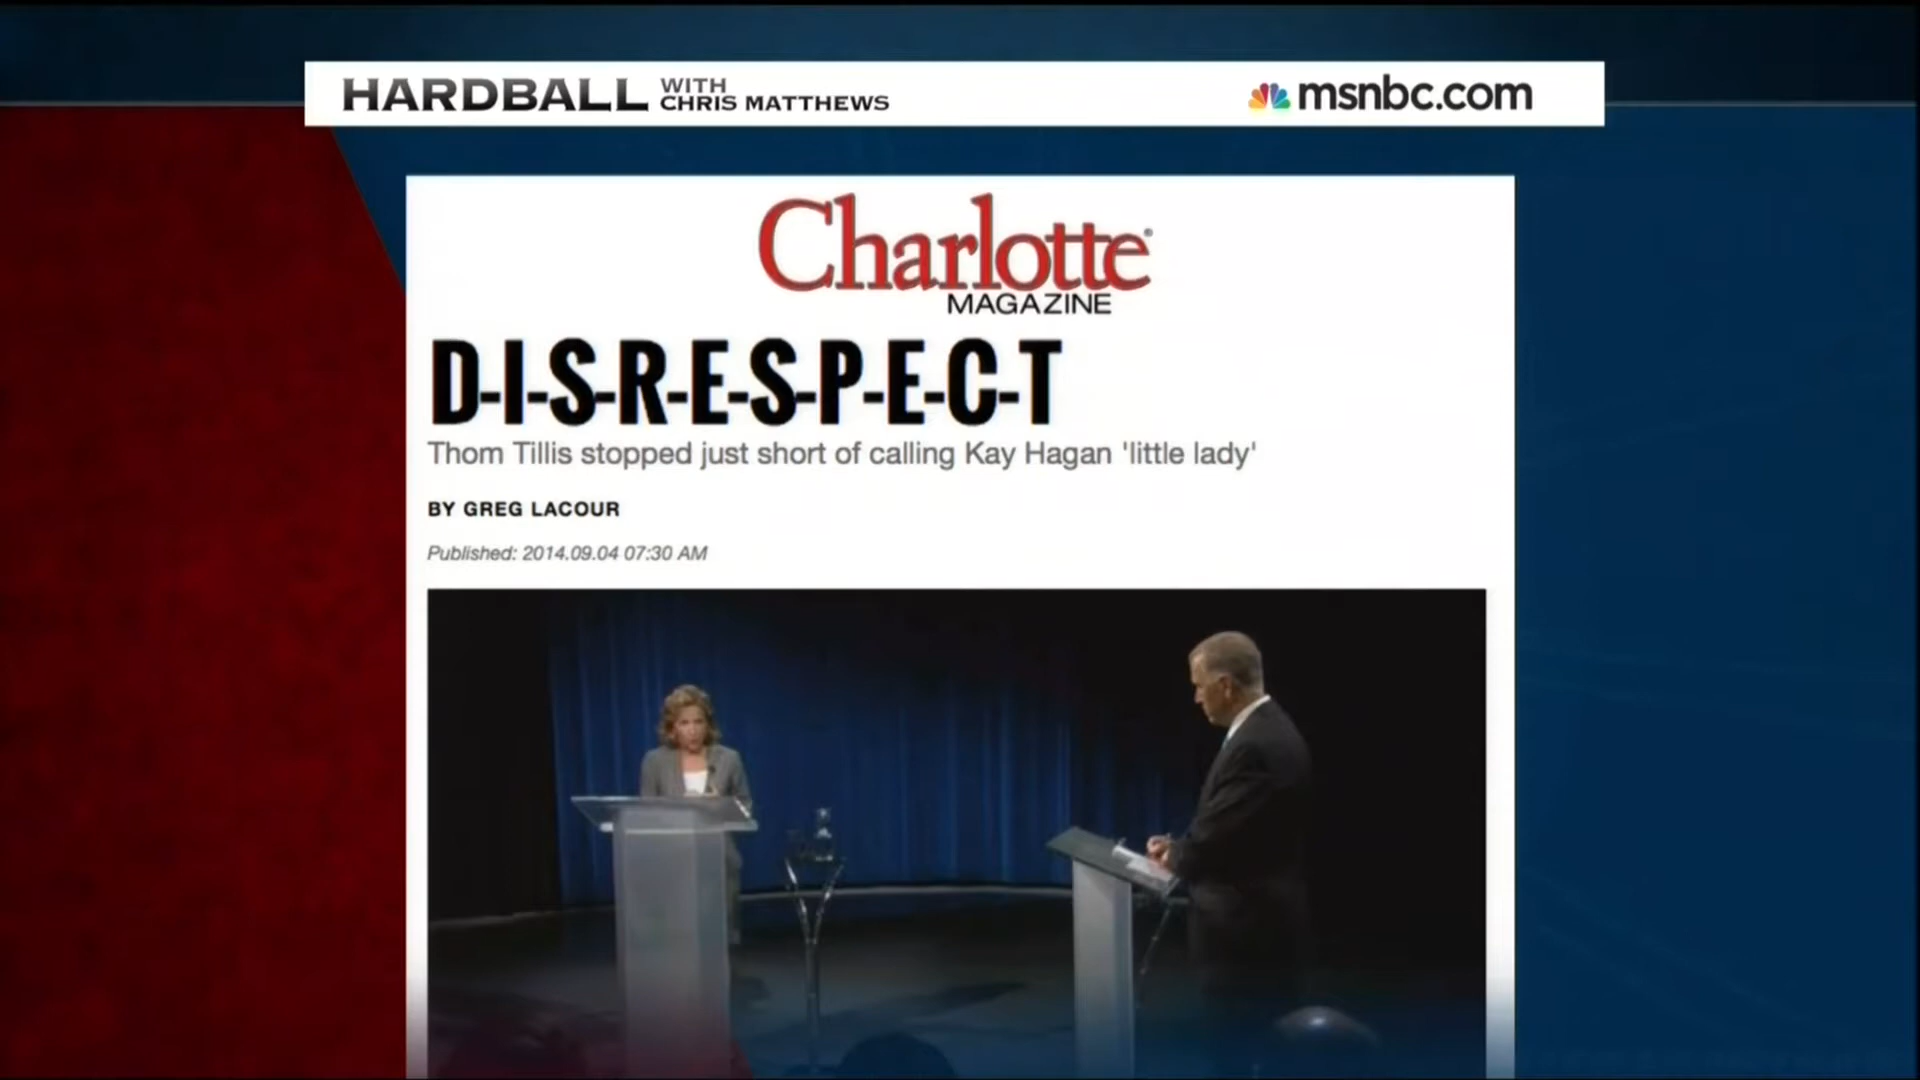 HARDBALL WITH CHRIS MATTHEWS
msnbc.com
Charlotte
MAGAZINE
D-I-S-R-E-S-P-E-C-T
Thom Tillis stopped just short of calling Kay Hagan 'little lady'
BY GREG LACOUR
Published: 2014.09.04 07:30 AM